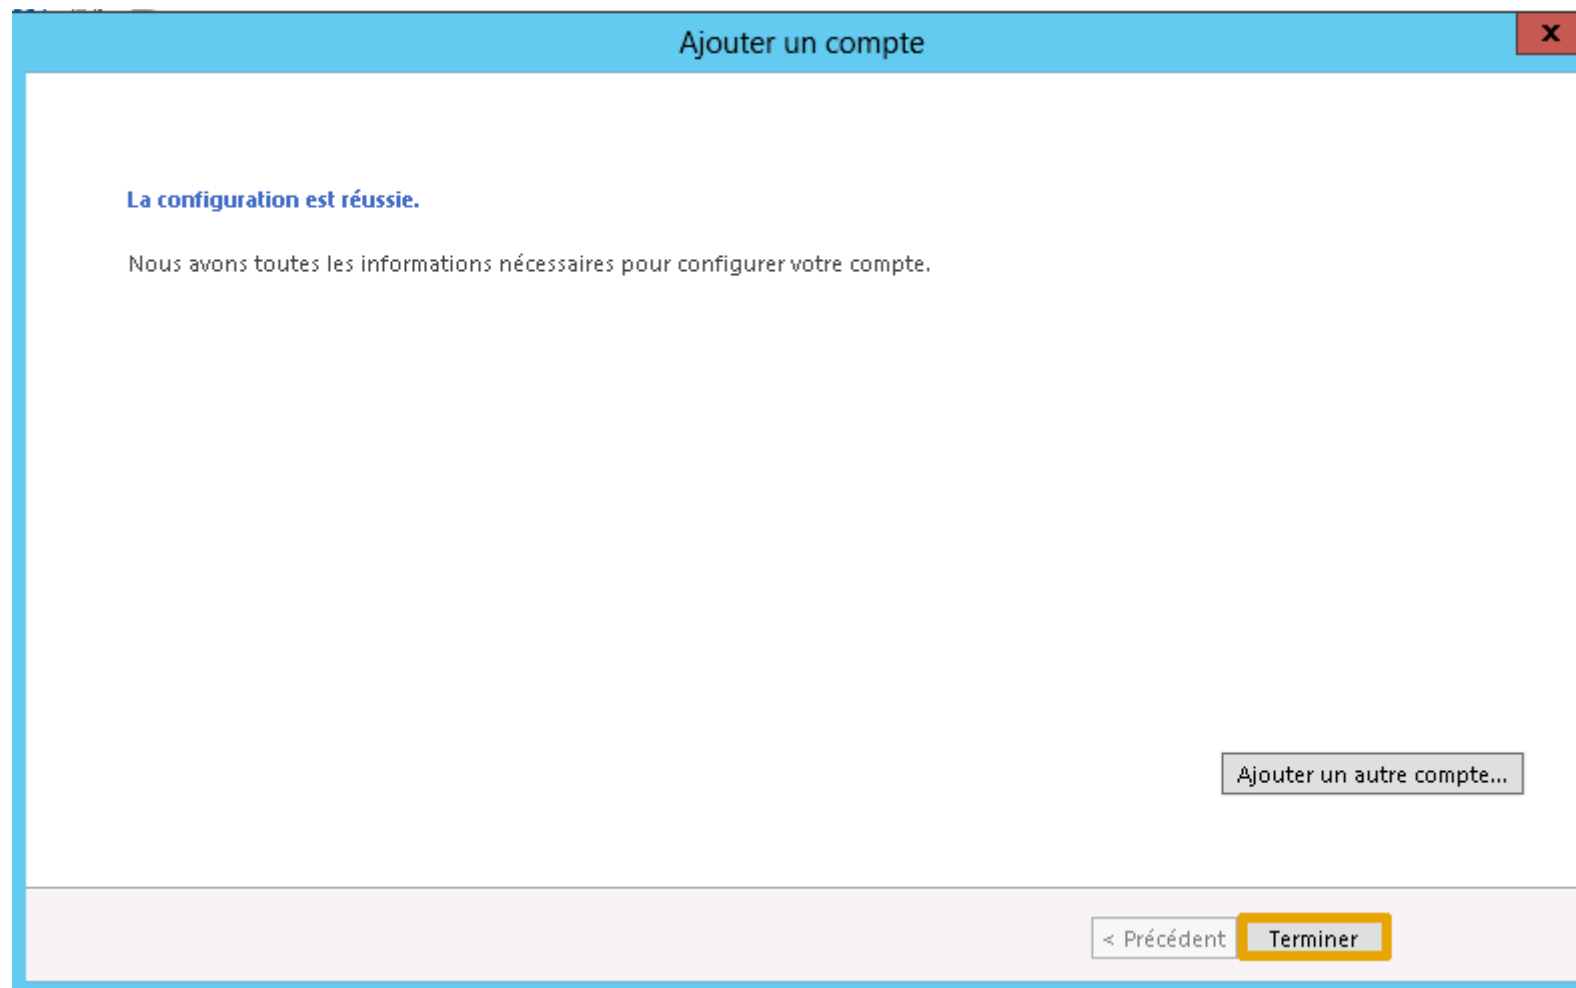 Ajouter un compte
x
La configuration est réussie.
Nous avons toutes les informations nécessaires pour configurer votre compte.
Ajouter un autre compte...
< Précédent
Terminer